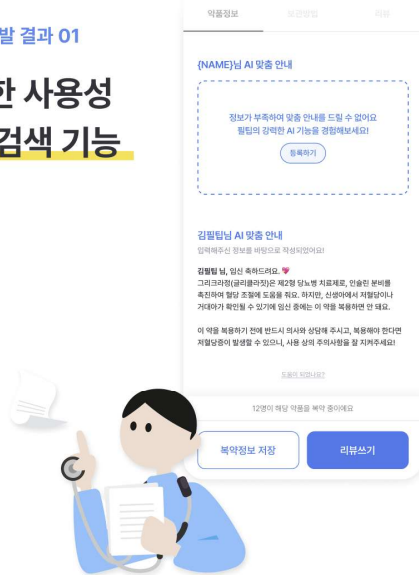 발 결과 01
한 사용성
검색 기능
약품정보
보관방법
리뷰
{NAME}님 AI 맞춤 안내
정보가 부족하여 맞춤 안내를 드릴 수 없어요
필팁의 강력한 AI 기능을 경험해보세요!
등록하기
김필팁님 AI 맞춤 안내
입력해주신 정보를 바탕으로 작성되었어요!
김필팁 님, 임신 축하드려요. 💗
그리크라정(글리클라짓)은 제2형 당뇨병 치료제로, 인슐린 분비를
촉진하여 혈당 조절에 도움을 줘요. 하지만, 신생아에서 저혈당이나
거대아가 확인될 수 있기에 임신 중에는 이 약을 복용하면 안 돼요.
이 약을 복용하기 전에 반드시 의사와 상담해 주시고, 복용해야 한다면
저혈당증이 발생할 수 있으니, 사용 상의 주의사항을 잘 지켜주세요!
도움이 되었나요?
12명이 해당 약품을 복약 중이에요
복약정보 저장
리뷰쓰기